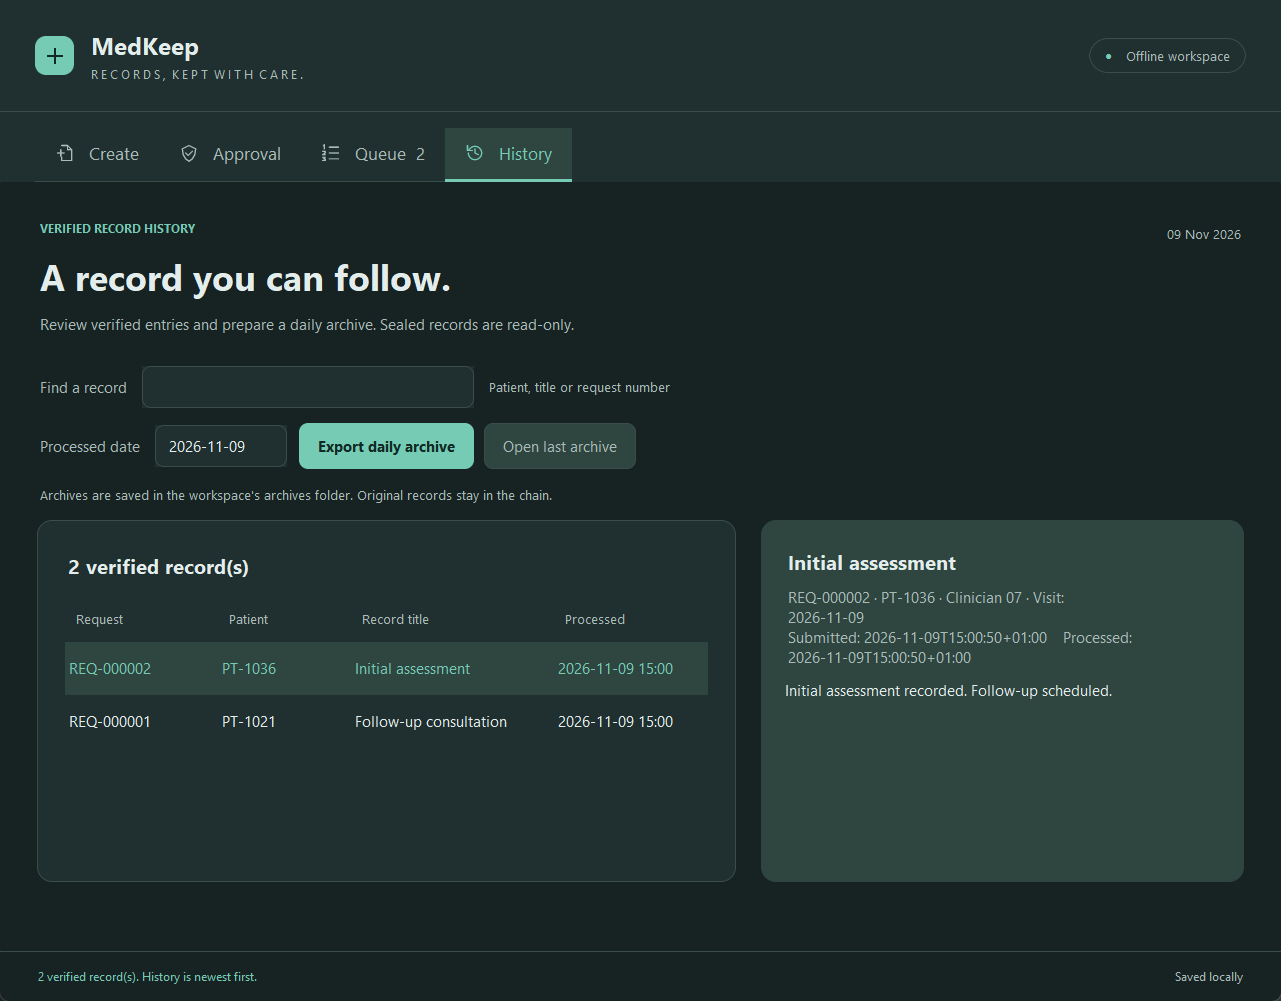 MedKeep
RECORDS, KEPT WITH CARE.
Offline workspace
Create
Approval
Queue 2
History
VERIFIED RECORD HISTORY
09 Nov 2026
A record you can follow.
Review verified entries and prepare a daily archive. Sealed records are read-only.
Find a record
Patient, title or request number
Processed date
2026-11-09
Export daily archive
Open last archive
Archives are saved in the workspace's archives folder. Original records stay in the chain.
2 verified record(s)
Request Patient Record title Processed
REQ-000002 PT-1036 Initial assessment 2026-11-09 15:00
REQ-000001 PT-1021 Follow-up consultation 2026-11-09 15:00
Initial assessment
REQ-000002 · PT-1036 · Clinician 07 · Visit:
2026-11-09
Submitted: 2026-11-09T15:00:50+01:00 Processed:
2026-11-09T15:00:50+01:00
Initial assessment recorded. Follow-up scheduled.
2 verified record(s). History is newest first.
Saved locally